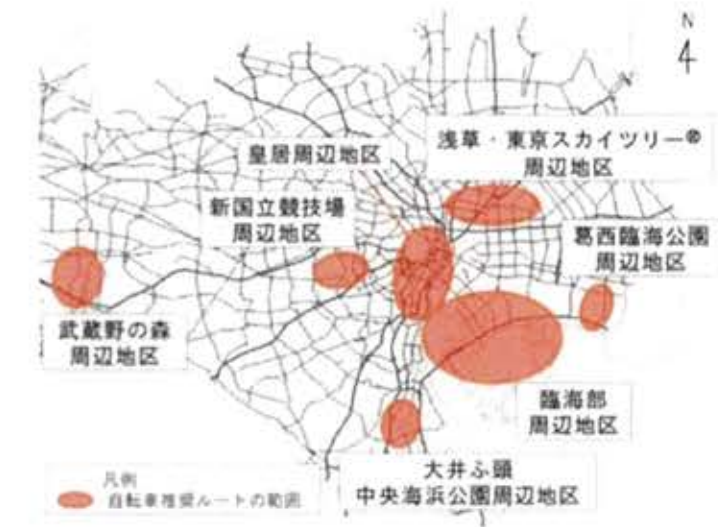 N
4
皇居周辺地区
浅草・東京スカイツリー®
周辺地区
新国立競技場
周辺地区
葛西臨海公園
周辺地区
武蔵野の森
周辺地区
臨海部
周辺地区
大井ふ頭
中央海浜公園周辺地区
凡例
自転車推奨ルートの範囲